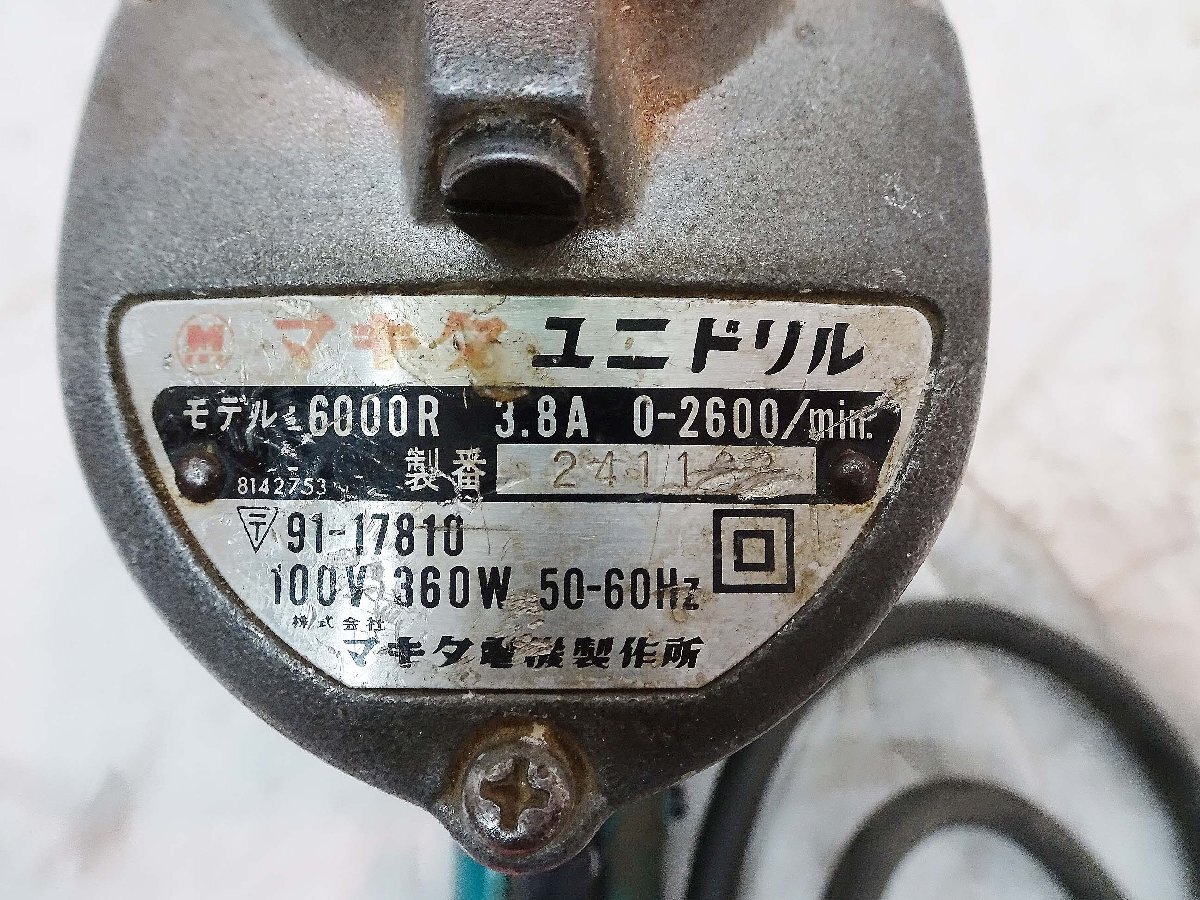 M マキタ ユニドリル
モデル 6000R 3.8A 0-2600/min.
8142753 製番
〒 91-17810
100V 360W 50-60Hz
株式会社
マキタ電機製作所